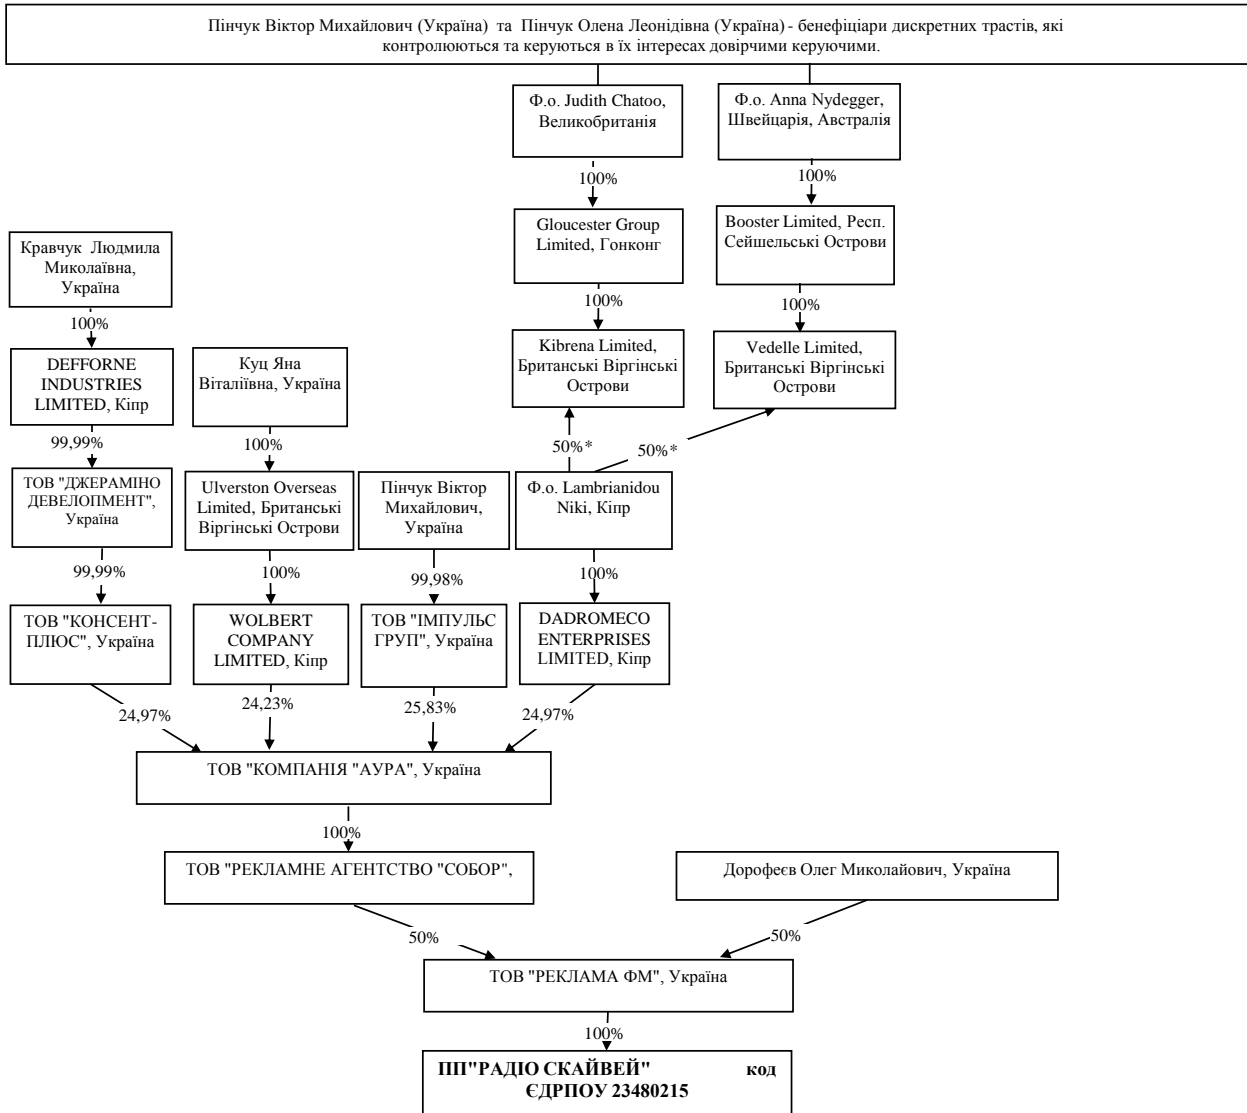 Пінчук Віктор Михайлович (Україна) та Пінчук Олена Леонідівна (Україна) - бенефіціари дискретних трастів, які
контролюються та керуються в їх інтересах довірчими керуючими.
Ф.о. Judith Chatoo,
Великобританія
Ф.о. Anna Nydegger,
Швейцарія, Австралія
100%
100%
Gloucester Group
Limited, Гонконг
Booster Limited, Респ.
Сейшельські Острови
Кравчук Людмила
Миколаївна,
Україна
100%
100%
100%
Kibrena Limited,
Британські Віргінські
Острови
Vedelle Limited,
Британські Віргінські
Острови
DEFFORNE
INDUSTRIES
LIMITED, Кіпр
Куц Яна
Віталіївна, Україна
99,99%
100%
50%*
50%*
ТОВ "ДЖЕРАМІНО
ДЕВЕЛОПМЕНТ",
Україна
Ulverston Overseas
Limited, Британські
Віргінські Острови
Пінчук Віктор
Михайлович,
Україна
Ф.о. Lambrianidou
Niki, Кіпр
99,99%
100%
99,98%
100%
ТОВ "КОНСЕНТ-
ПЛЮС", Україна
WOLBERT
COMPANY
LIMITED, Кіпр
ТОВ "ІМПУЛЬС
ГРУП", Україна
DADROMECO
ENTERPRISES
LIMITED, Кіпр
24,97%
24,23%
25,83%
24,97%
ТОВ "КОМПАНІЯ "АУРА", Україна
100%
ТОВ "РЕКЛАМНЕ АГЕНТСТВО "СОБОР",
Дорофеєв Олег Миколайович, Україна
50%
50%
ТОВ "РЕКЛАМА ФМ", Україна
100%
ПП"РАДІО СКАЙВЕЙ" код
ЄДРПОУ 23480215